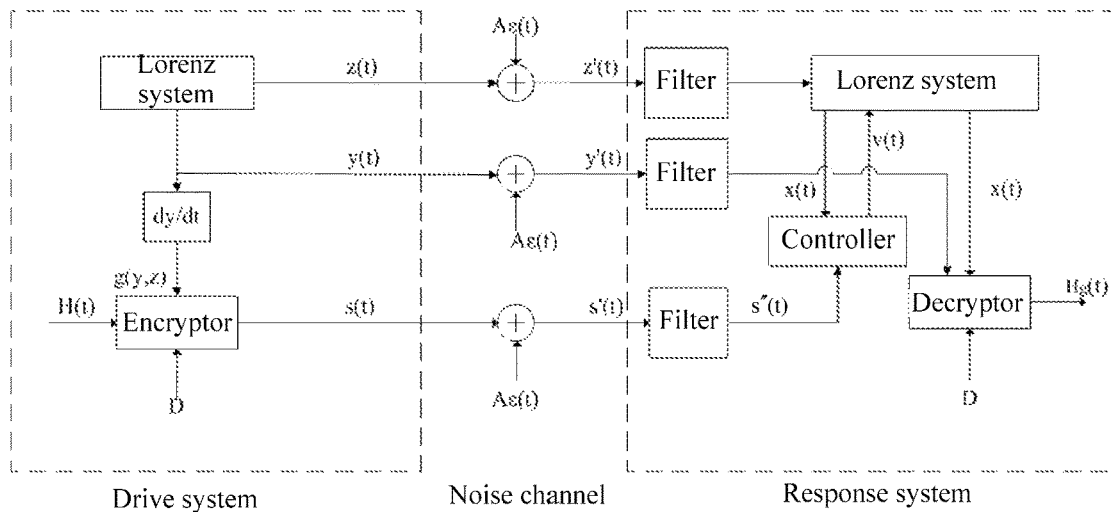 Aε(t)
Lorenz
system
z(t)
z'(t)
Filter
Lorenz system
y(t)
y'(t)
Filter
v(t)
x(t)
x(t)
dy/dt
Aε(t)
Controller
g(y,z)
H(t)
Encryptor
s(t)
s'(t)
Filter
s″(t)
Decryptor
Hg(t)
D
Aε(t)
D
Drive system
Noise channel
Response system